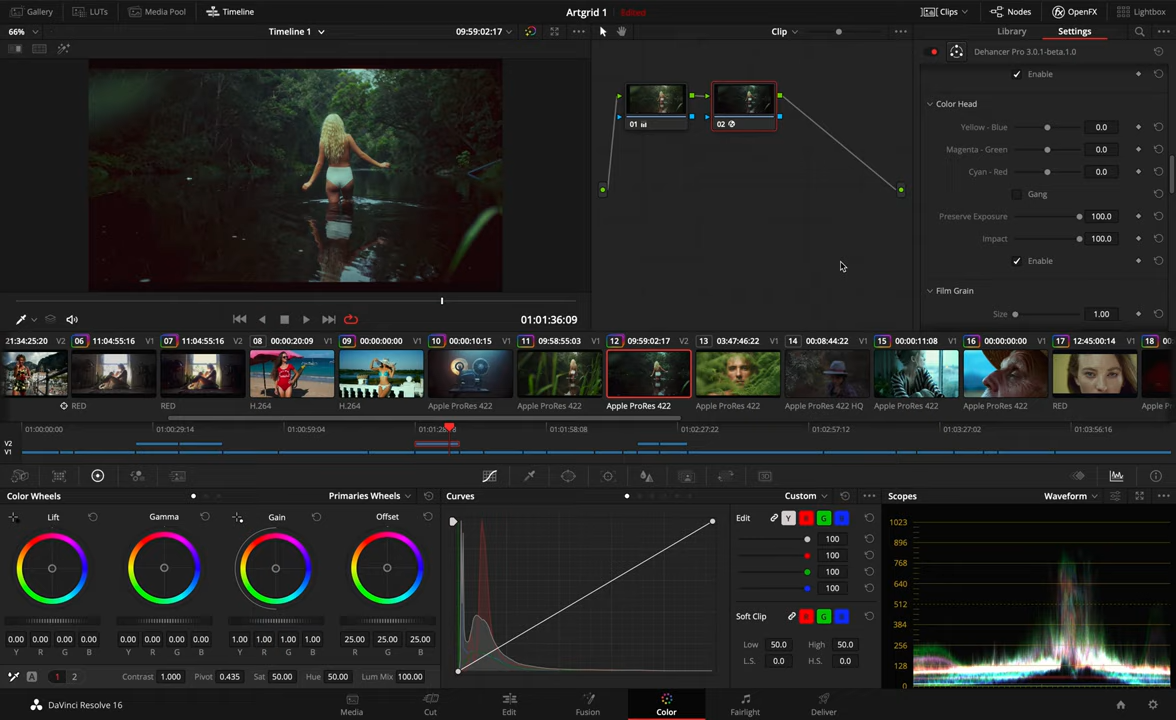 Gallery LUTs Media Pool Timeline Artgrid 1 Edited Clips Nodes OpenFX Lightbox
66% Timeline 1 09:59:02:17 Clip Library Settings
Dehancer Pro 3.0.1-beta.1.0
Enable
Color Head
Yellow - Blue 0.0
Magenta - Green 0.0
Cyan - Red 0.0
Gang
Preserve Exposure 100.0
Impact 100.0
Enable
Film Grain
Size 1.00
01
02
01:01:36:09
21:34:25:20 V2 06 11:04:55:16 V1 07 11:04:55:16 V2 08 00:00:20:09 V1 09 00:00:00:00 V1 10 00:00:10:15 V1 11 09:58:55:03 V1 12 09:59:02:17 V2 13 03:47:46:22 V1 14 00:08:44:22 V1 15 00:00:11:08 V1 16 00:00:00:00 V1 17 12:45:00:14 V1 18 00:
RED RED H.264 H.264 Apple ProRes 422 Apple ProRes 422 Apple ProRes 422 Apple ProRes 422 Apple ProRes 422 HQ Apple ProRes 422 Apple ProRes 422 RED Apple P
01:00:00:00 01:00:29:14 01:00:59:04 01:01:58:08 01:02:27:22 01:02:57:12 01:03:27:02 01:03:56:16
V2
V1
Color Wheels Primaries Wheels Curves Custom Scopes Waveform
Lift Gamma Gain Offset
0.00 0.00 0.00 0.00 0.00 0.00 0.00 0.00 1.00 1.00 1.00 1.00 25.00 25.00 25.00
Y R G B Y R G B Y R G B R G B
1 2 Contrast 1.000 Pivot 0.435 Sat 50.00 Hue 50.00 Lum Mix 100.00
Edit Y R G B
100
100
100
100
Soft Clip R G B
Low 50.0 High 50.0
L.S. 0.0 H.S. 0.0
1023
896
768
640
512
384
256
128
0
DaVinci Resolve 16 Media Cut Edit Fusion Color Fairlight Deliver